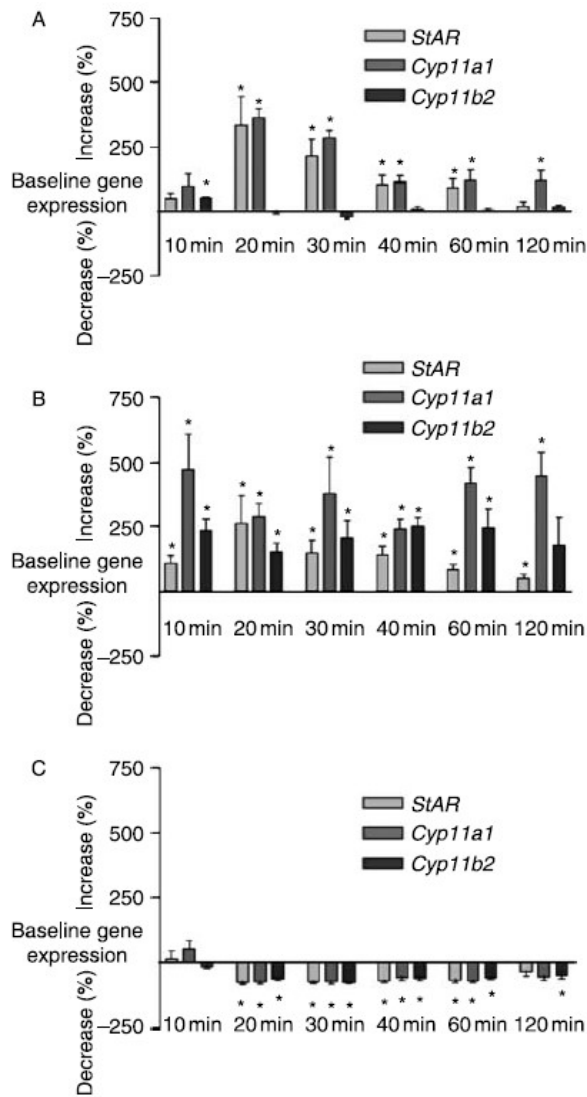 A
750
StAR
Cyp11a1
Cyp11b2
Increase (%)
500
250
* * * * * * * * * * *
Baseline gene
expression
10 min 20 min 30 min 40 min 60 min 120 min
Decrease (%)
−250
B
750
StAR
Cyp11a1
Cyp11b2
Increase (%)
500
250
* * * * * * * * * * * * * * * * *
Baseline gene
expression
10 min 20 min 30 min 40 min 60 min 120 min
Decrease (%)
−250
C
750
StAR
Cyp11a1
Cyp11b2
Increase (%)
500
250
Baseline gene
expression
* * * * * * * * * * * * *
10 min 20 min 30 min 40 min 60 min 120 min
Decrease (%)
−250